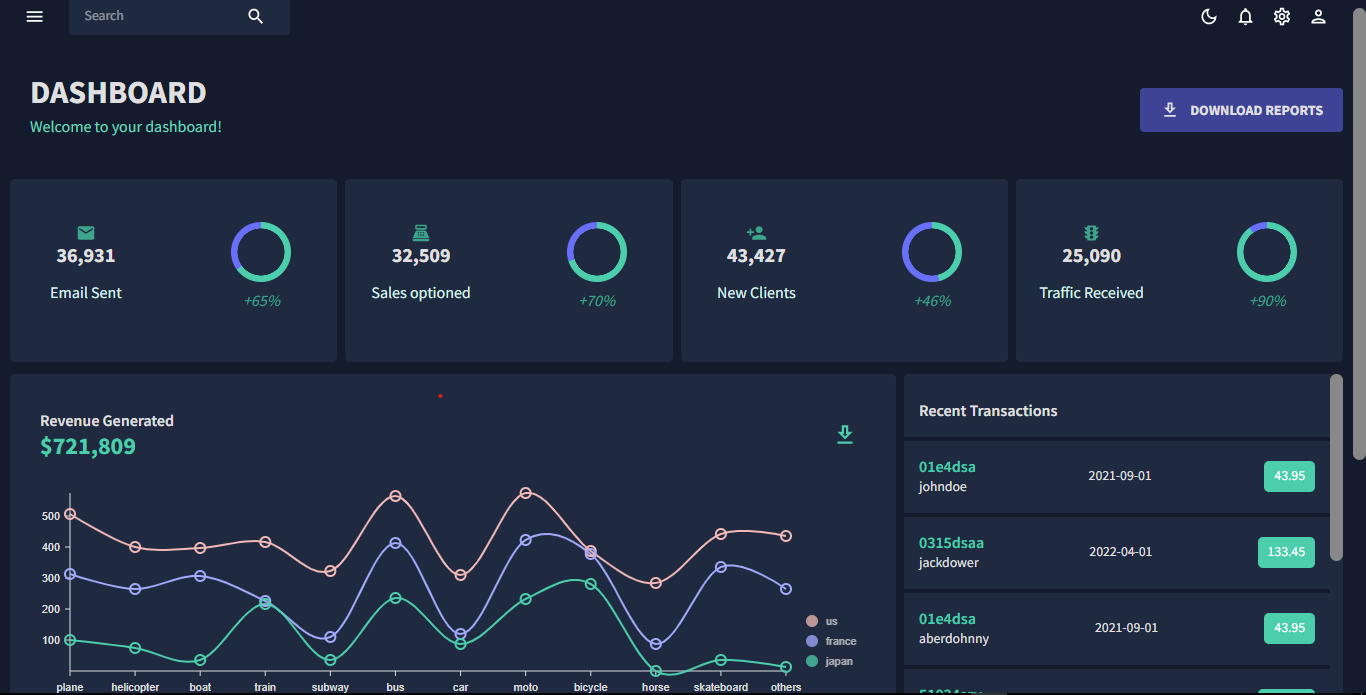 Search
DASHBOARD
Welcome to your dashboard!
DOWNLOAD REPORTS
36,931
Email Sent
+65%
32,509
Sales optioned
+70%
43,427
New Clients
+46%
25,090
Traffic Received
+90%
Revenue Generated
$721,809
500
400
300
200
100
plane helicopter boat train subway bus car moto bicycle horse skateboard others
us
france
japan
Recent Transactions
01e4dsa
johndoe
2021-09-01
43.95
0315dsaa
jackdower
2022-04-01
133.45
01e4dsa
aberdohnny
2021-09-01
43.95